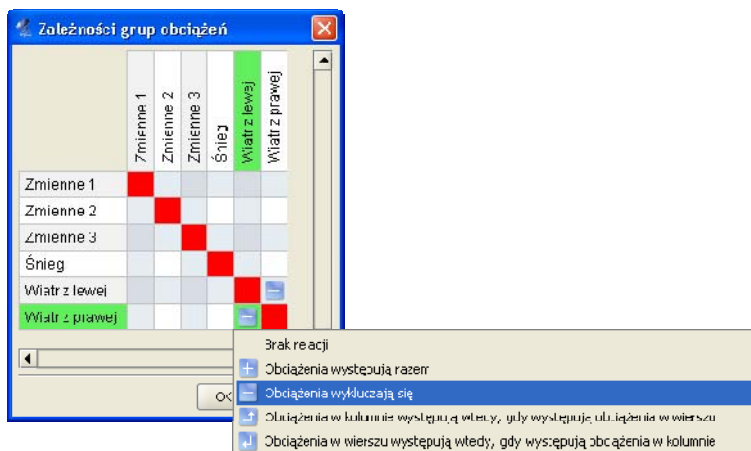 Zależności grup obciążeń
Zmienne 1
Zmienne 2
Zmienne 3
Śnieg
Wiatr z lewej
Wiatr z prawej
Zmienne 1
Zmienne 2
Zmienne 3
Śnieg
Wiatr z lewej
Wiatr z prawej
Brak reacji
Obciążenia występują razem
Obciążenia wykluczają się
Obciążenia w kolumnie występują wtedy, gdy występują obciążenia w wierszu
Obciążenia w wierszu występują wtedy, gdy występują obciążenia w kolumnie